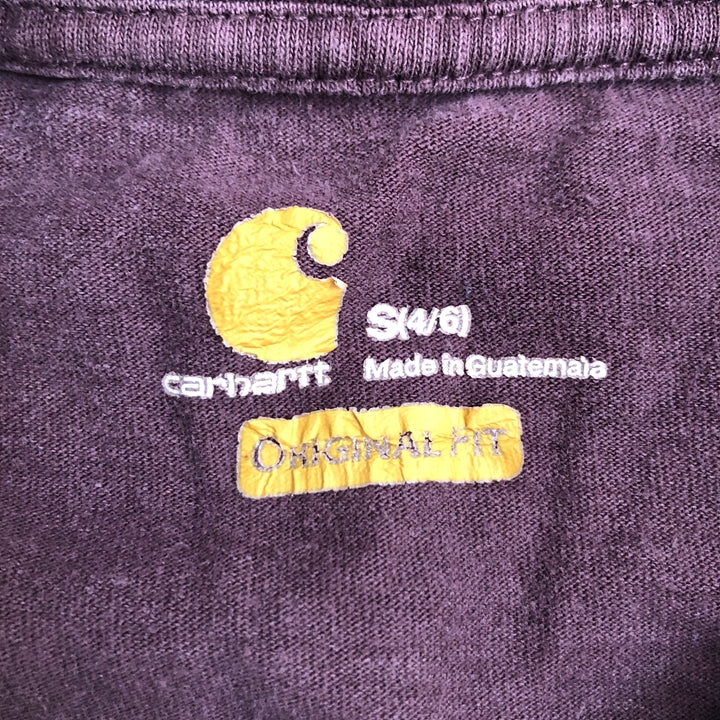 carhartt
S(4/6)
Made in Guatemala
ORIGINAL FIT